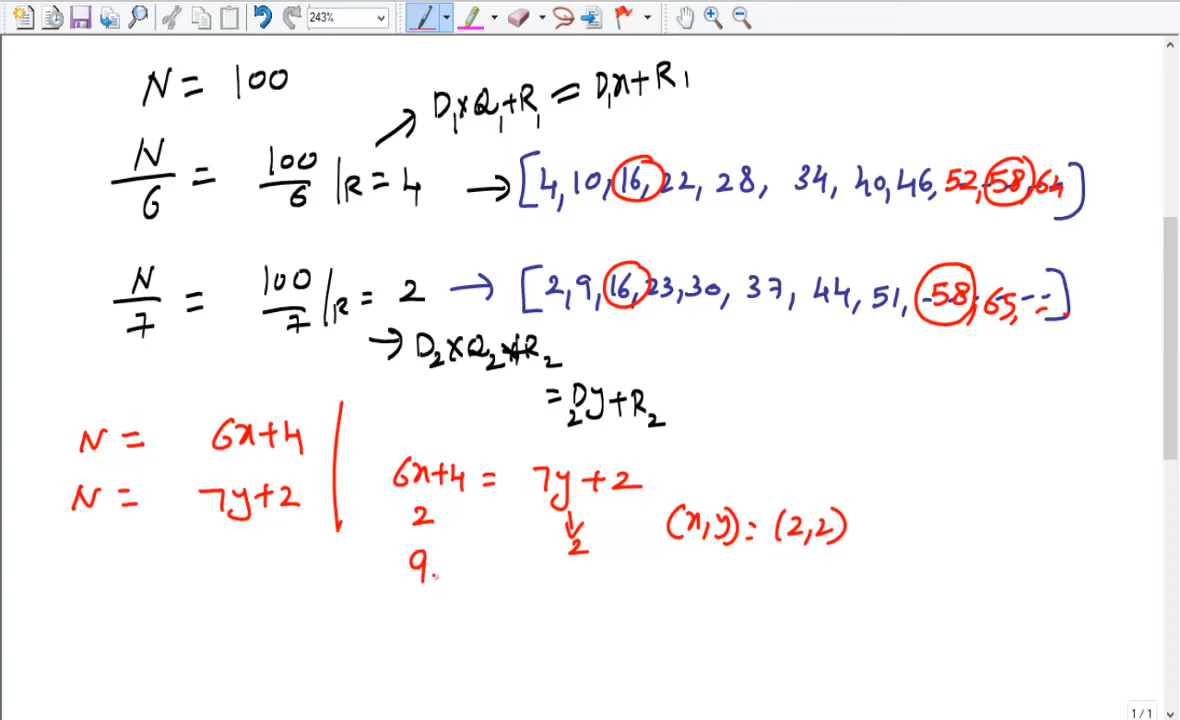 243%
N = 100
D₁×Q₁+R₁ = D₁x+R₁
N/6 = 100/6 |R = 4 → [4, 10, 16, 22, 28, 34, 40, 46, 52, 58, 64
N/7 = 100/7 |R = 2 → [2, 9, 16, 23, 30, 37, 44, 51, 58, 65, --]
→ D₂×Q₂+R₂
= D₂y+R₂
N = 6x+4
N = 7y+2
6x+4 = 7y+2
2 ↓ 2 (x,y) = (2,2)
9.
1/1